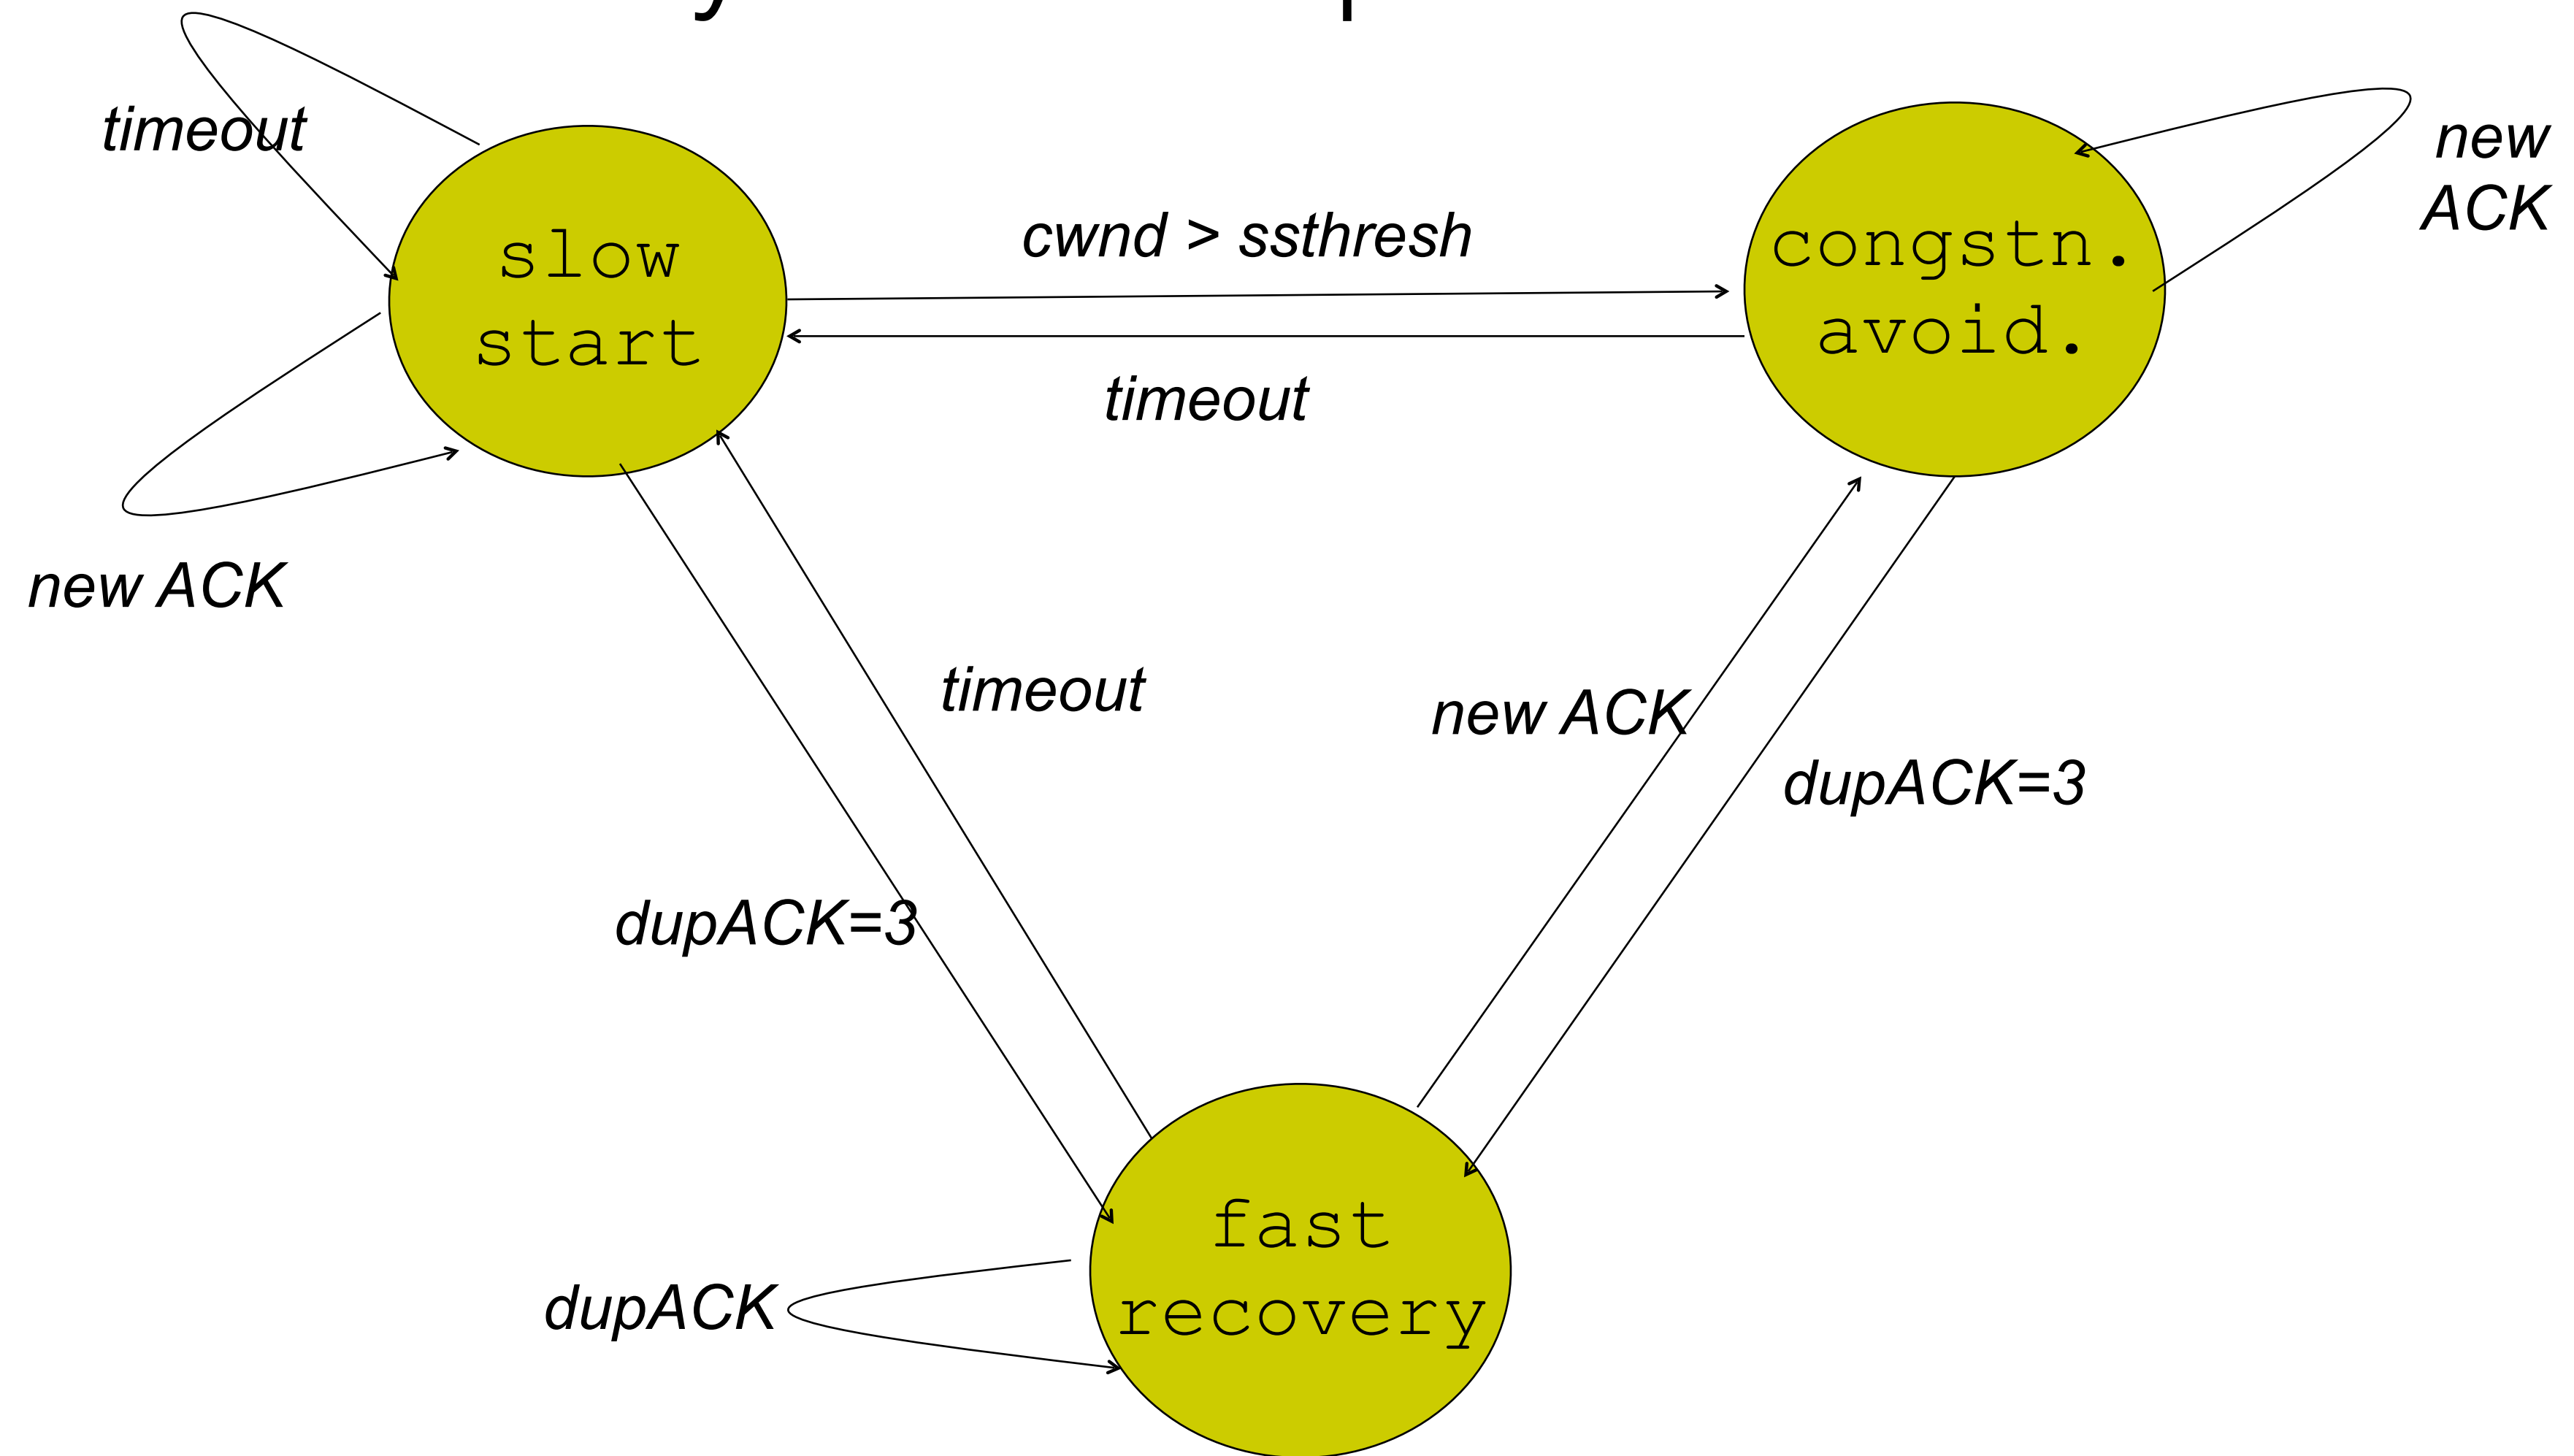 timeout
slow
start
new ACK
cwnd > ssthresh
timeout
congstn.
avoid.
new
ACK
timeout
new ACK
dupACK=3
dupACK=3
fast
recovery
dupACK